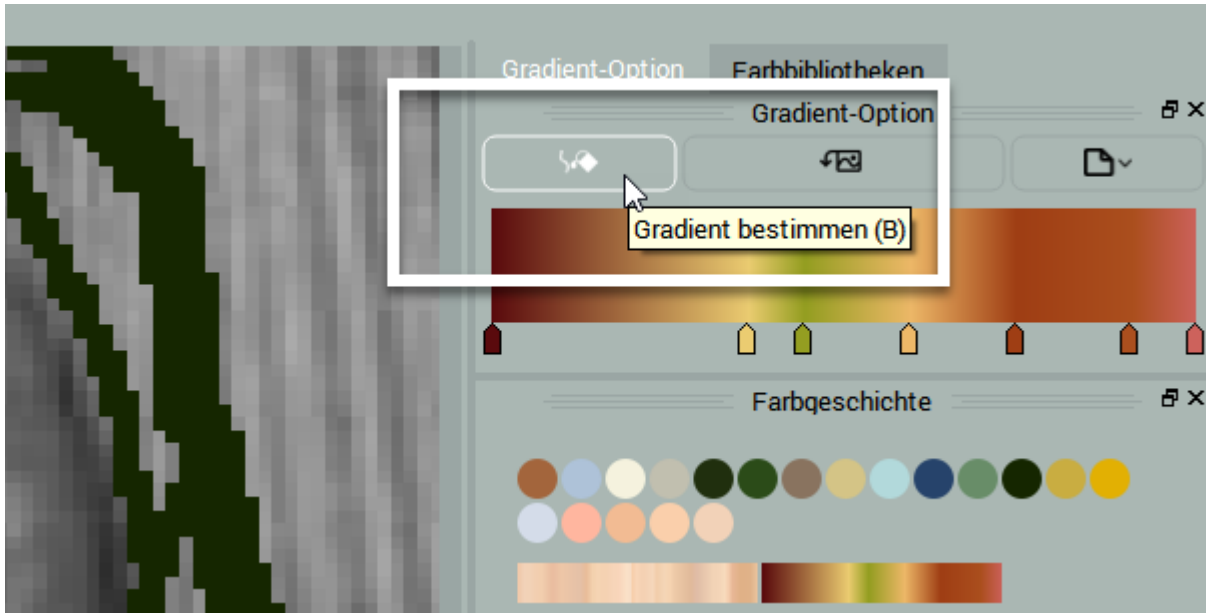 Gradient-Option Farbbibliotheken
Gradient-Option
Gradient bestimmen (B)
Farbgeschichte